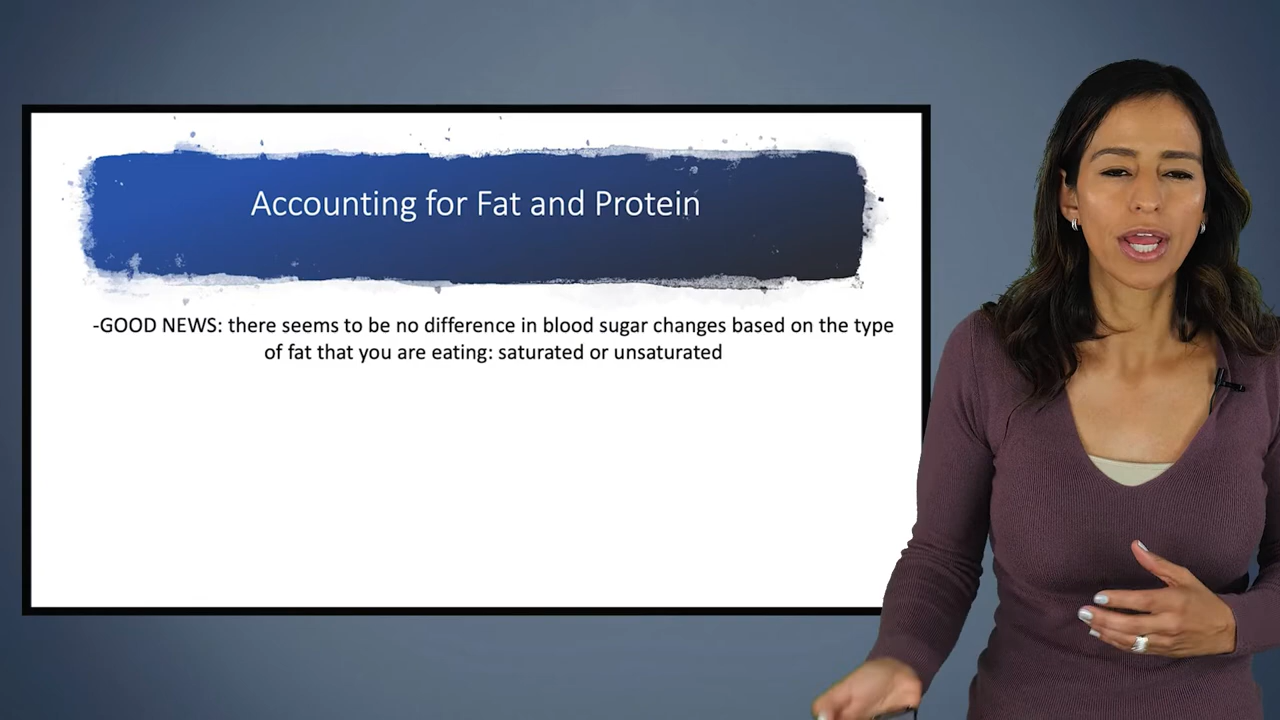 Accounting for Fat and Protein
-GOOD NEWS: there seems to be no difference in blood sugar changes based on the type
of fat that you are eating: saturated or unsaturated